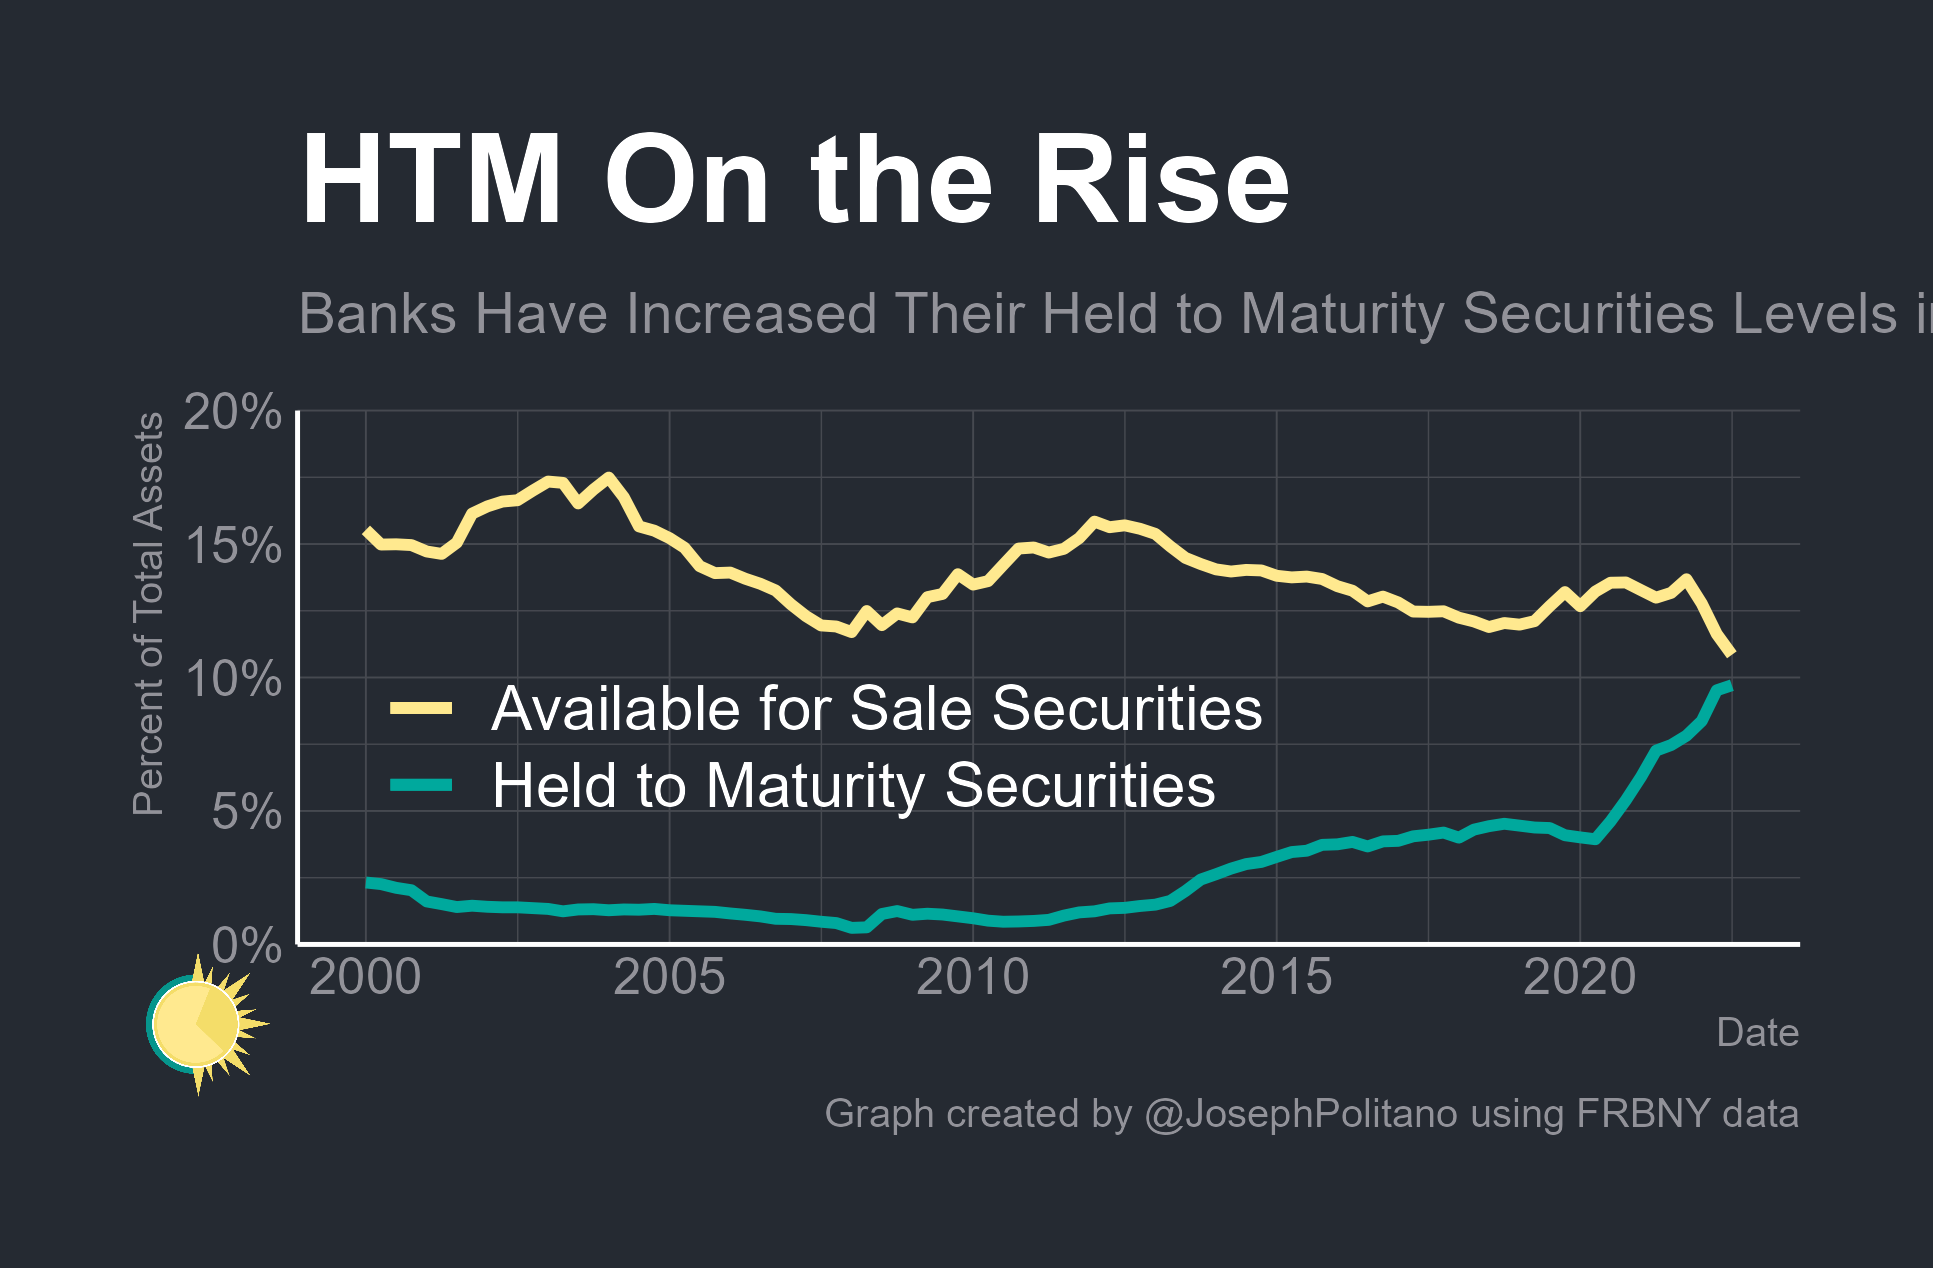 HTM On the Rise
Banks Have Increased Their Held to Maturity Securities Levels
20%
15%
10%
5%
0%
Percent of Total Assets
Available for Sale Securities
Held to Maturity Securities
2000 2005 2010 2015 2020
Date
Graph created by @JosephPolitano using FRBNY data